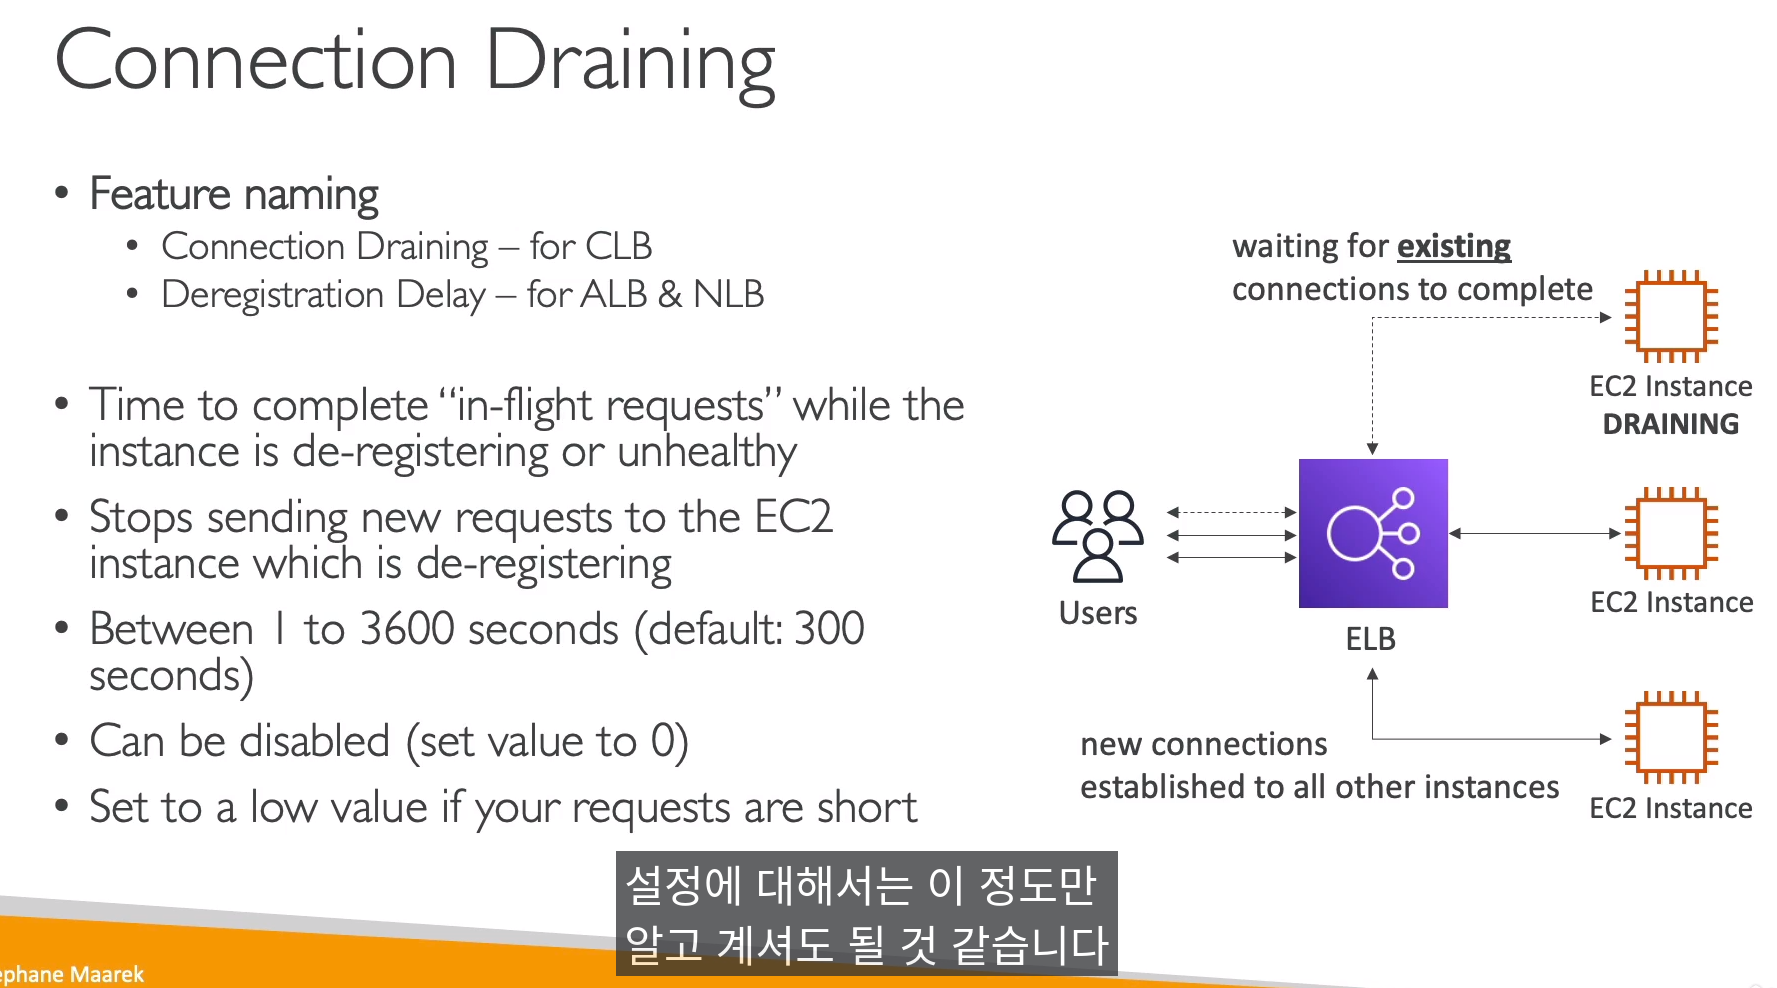 Connection Draining
• Feature naming
• Connection Draining – for CLB
• Deregistration Delay – for ALB & NLB
• Time to complete “in-flight requests” while the
instance is de-registering or unhealthy
• Stops sending new requests to the EC2
instance which is de-registering
• Between 1 to 3600 seconds (default: 300
seconds)
• Can be disabled (set value to 0)
• Set to a low value if your requests are short
waiting for existing
connections to complete
EC2 Instance
DRAINING
Users
ELB
EC2 Instance
new connections
established to all other instances
EC2 Instance
설정에 대해서는 이 정도만
알고 계셔도 될 것 같습니다
ephane Maarek